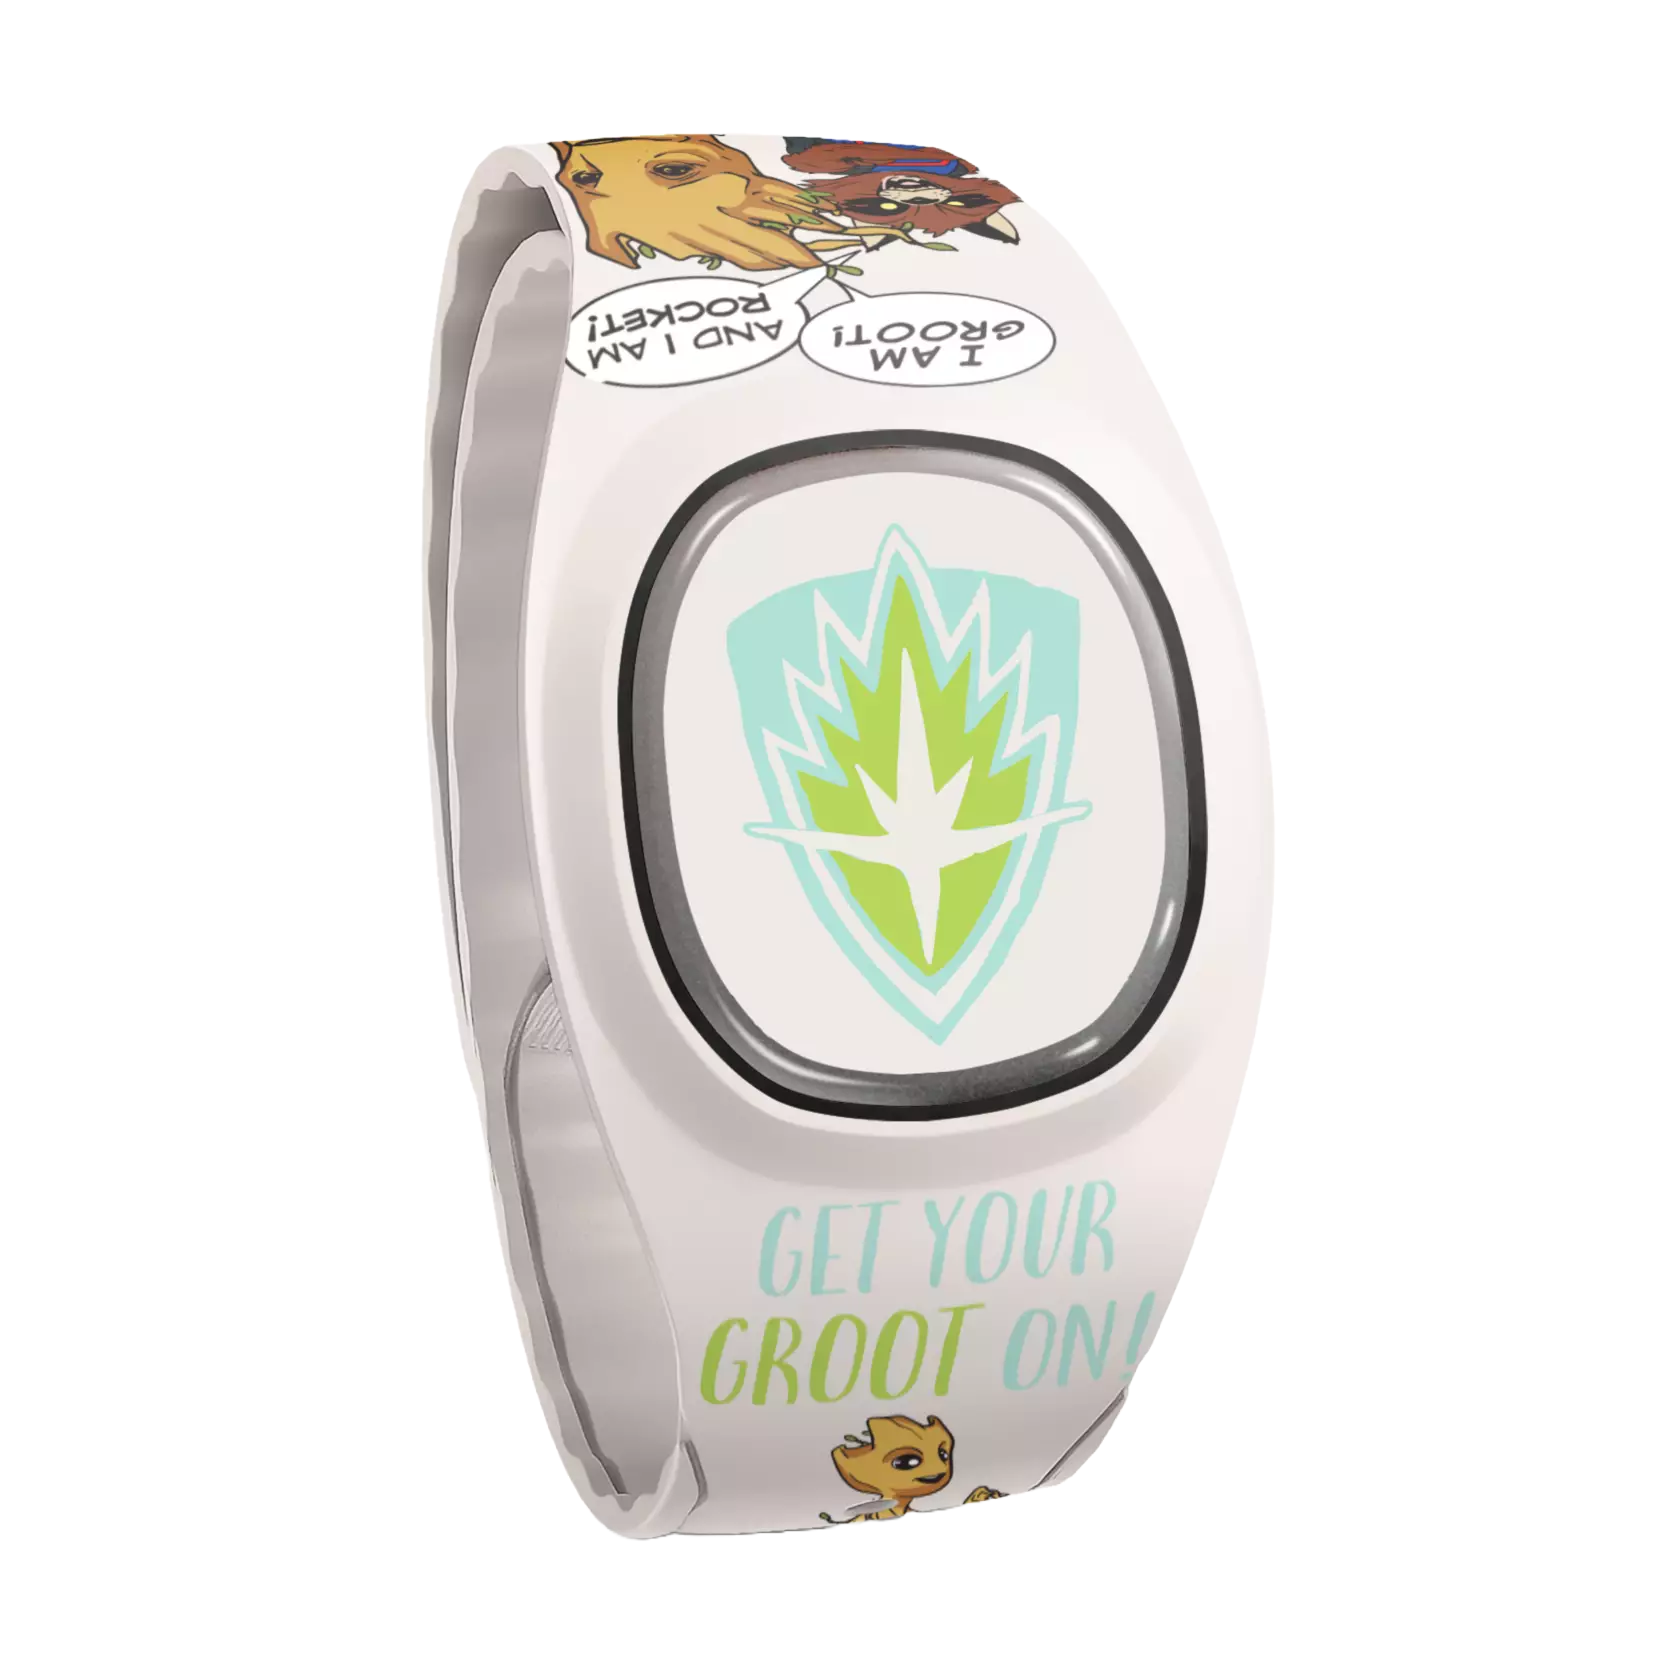 I AM
GROOT!
AND I AM
ROCKET!
GET YOUR
GROOT ON!